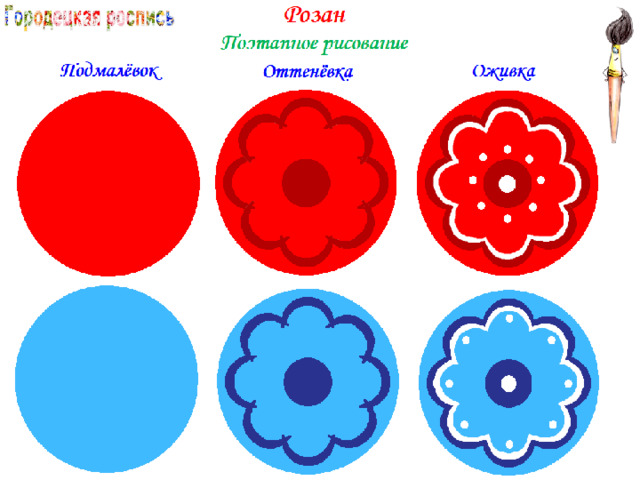 Городецкая роспись
Розан
Поэтапное рисование
Подмалёвок Оттенёвка Оживка